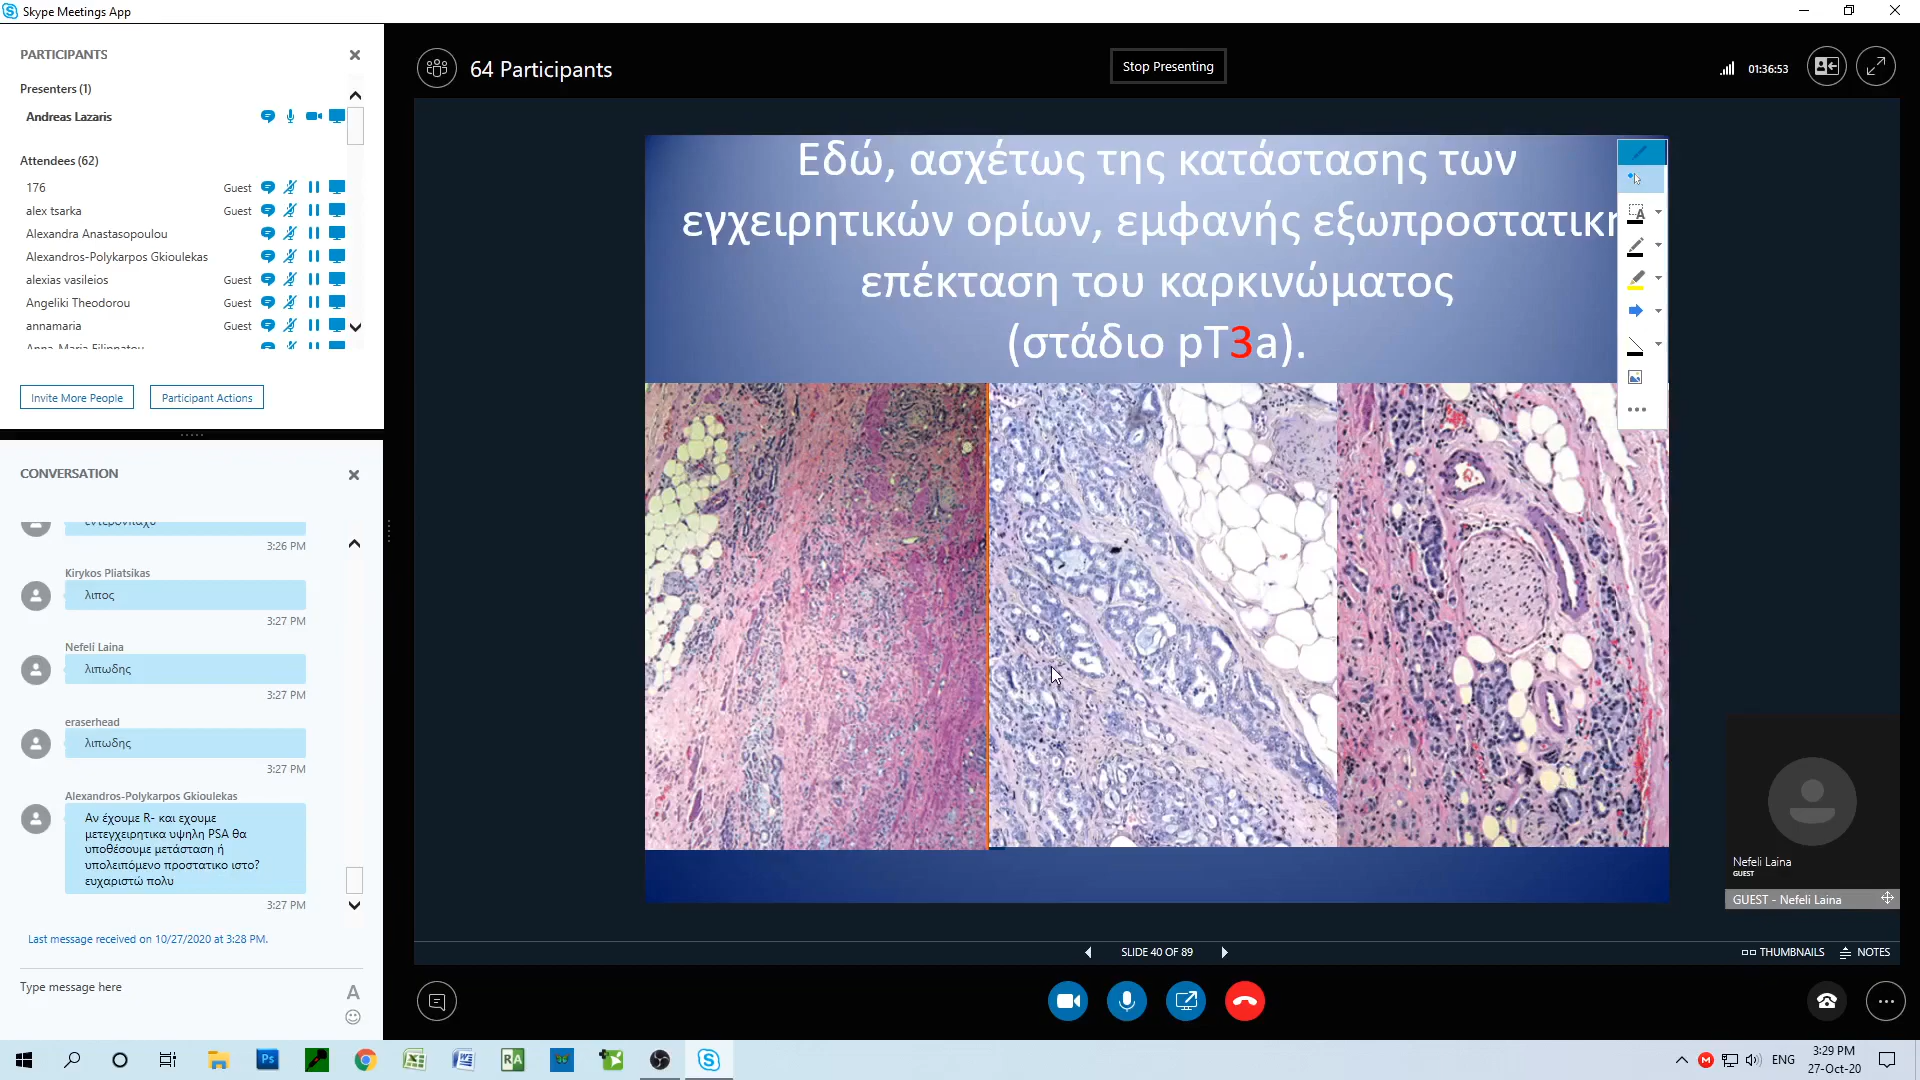 Skype Meetings App
PARTICIPANTS
Presenters (1)
Andreas Lazaris
Attendees (62)
176 Guest
alex tsarka Guest
Alexandra Anastasopoulou
Alexandros-Polykarpos Gkioulekas
alexias vasileios Guest
Angeliki Theodorou Guest
annamaria Guest
Invite More People
Participant Actions
CONVERSATION
3:26 PM
Kirykos Pliatsikas
λιπος
3:27 PM
Nefeli Laina
λιπωδης
3:27 PM
eraserhead
λιπωδης
3:27 PM
Alexandros-Polykarpos Gkioulekas
Αν έχουμε R- και εχουμε
μετεγχειρητικα υψηλη PSA θα
υποθέσουμε μετάσταση ή
υπολειπόμενο προστατικο ιστο?
ευχαριστώ πολυ
3:27 PM
Last message received on 10/27/2020 at 3:28 PM.
Type message here
64 Participants
Stop Presenting
01:36:53
Εδώ, ασχέτως της κατάστασης των
εγχειρητικών ορίων, εμφανής
επέκταση του καρκινώματος
(στάδιο pT3a).
Nefeli Laina
GUEST
GUEST - Nefeli Laina
SLIDE 40 OF 89
THUMBNAILS
NOTES
ENG
3:29 PM
27-Oct-20